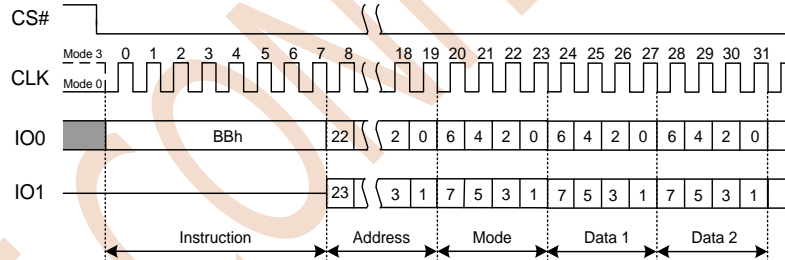 CS#
Mode 3 0 1 2 3 4 5 6 7 8 18 19 20 21 22 23 24 25 26 27 28 29 30 31
CLK
Mode 0
IO0 BBh 22 2 0 6 4 2 0 6 4 2 0 6 4 2 0
IO1 23 3 1 7 5 3 1 7 5 3 1 7 5 3 1
Instruction Address Mode Data 1 Data 2